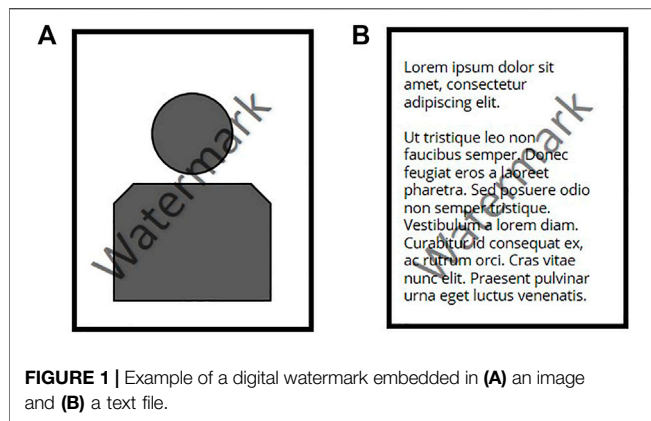 A
Watermark
B
Lorem ipsum dolor sit
amet, consectetur
adipiscing elit.
Ut tristique leo non
faucibus semper. Donec
feugiat eros a laoreet
pharetra. Sed posuere odio
non semper tristique.
Vestibulum a lorem diam.
Curabitur id consequat ex,
ac rutrum orci. Cras vitae
nunc elit. Praesent pulvinar
urna eget luctus venenatis.
Watermark
FIGURE 1 | Example of a digital watermark embedded in (A) an image
and (B) a text file.